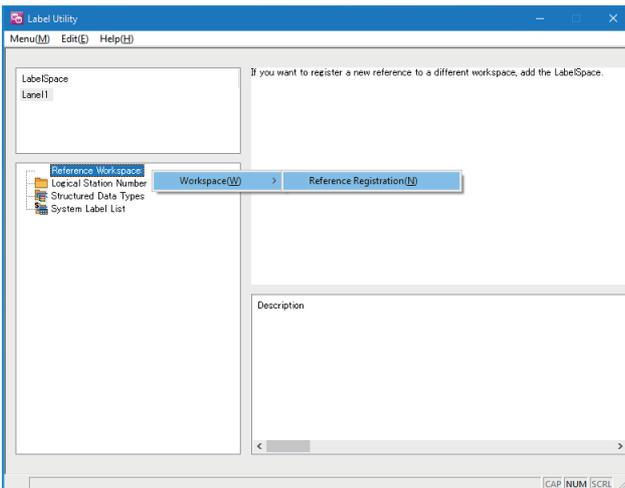 Label Utility
Menu(M) Edit(E) Help(H)
LabelSpace
Lanel1
If you want to register a new reference to a different workspace, add the LabelSpace.
Reference Workspace
Logical Station Number
Structured Data Types
System Label List
Workspace(W) >
Reference Registration(N)
Description
CAP NUM SCRL